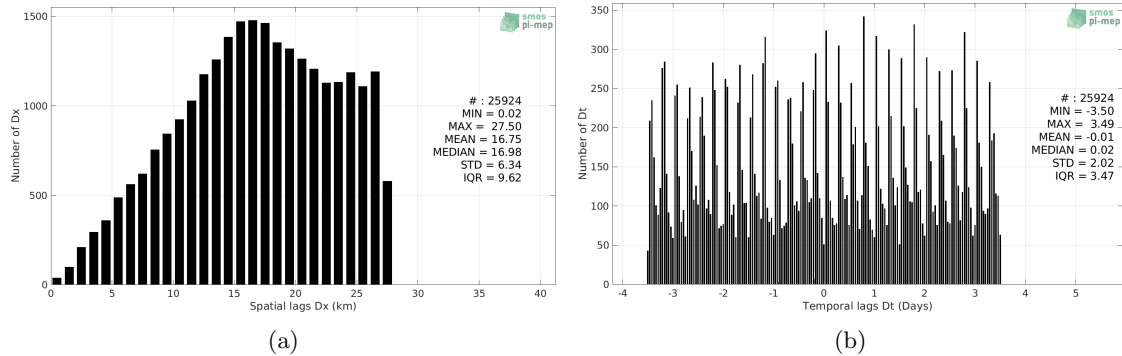 1500
1000
500
0
0
5
10
15
20
25
30
35
40
Number of Dx
Spatial lags Dx (km)
smos
pi-mep
# : 25924
MIN = 0.02
MAX = 27.50
MEAN = 16.75
MEDIAN = 16.98
STD = 6.34
IQR = 9.62
(a)
350
300
250
200
150
100
50
0
-4
-3
-2
-1
0
1
2
3
4
5
Number of Dt
Temporal lags Dt (Days)
smos
pi-mep
# : 25924
MIN = -3.50
MAX = 3.49
MEAN = -0.01
MEDIAN = 0.02
STD = 2.02
IQR = 3.47
(b)